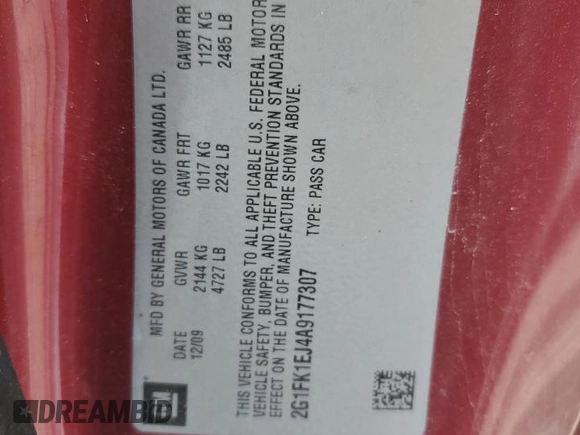 MFD BY GENERAL MOTORS OF CANADA LTD.
DATE GVWR GAWR FRT GAWR RR
12/09 2144 KG 1017 KG 1127 KG
4727 LB 2242 LB 2485 LB
THIS VEHICLE CONFORMS TO ALL APPLICABLE U.S. FEDERAL MOTOR
VEHICLE SAFETY, BUMPER, AND THEFT PREVENTION STANDARDS IN
EFFECT ON THE DATE OF MANUFACTURE SHOWN ABOVE.
2G1FK1EJ4A9177307 TYPE: PASS CAR
GM
DREAMBID